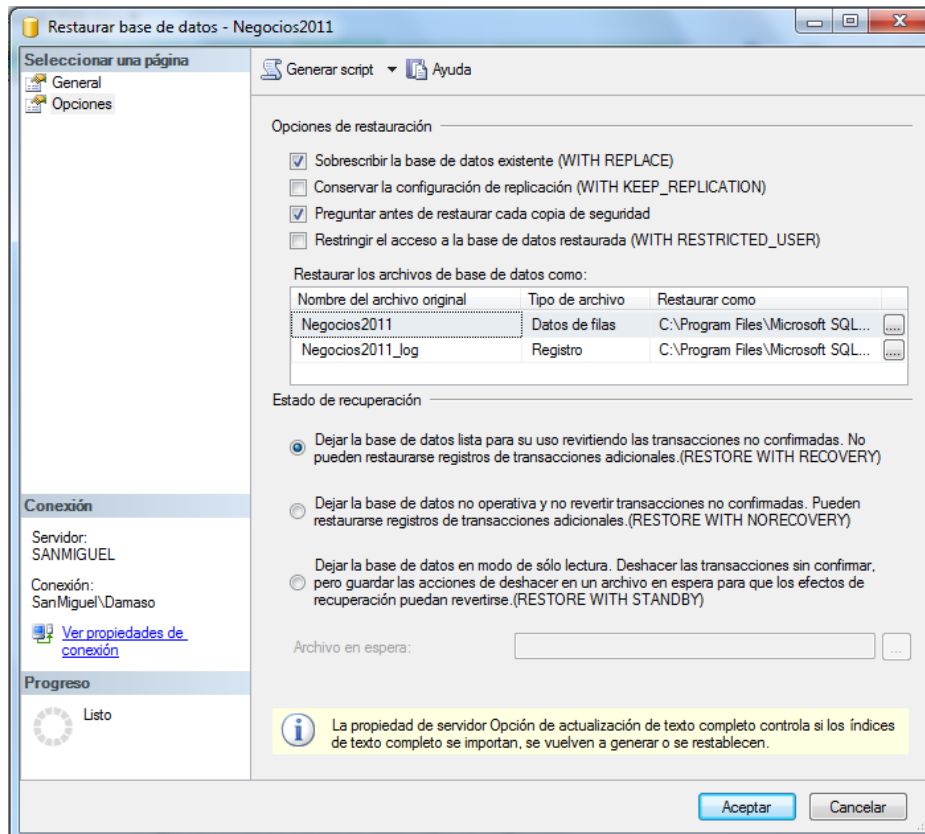 Restaurar base de datos - Negocios2011
Seleccionar una página
General
Opciones
Generar script
Ayuda
Opciones de restauración
Sobrescribir la base de datos existente (WITH REPLACE)
Conservar la configuración de replicación (WITH KEEP_REPLICATION)
Preguntar antes de restaurar cada copia de seguridad
Restringir el acceso a la base de datos restaurada (WITH RESTRICTED_USER)
Restaurar los archivos de base de datos como:
Nombre del archivo original Tipo de archivo Restaurar como
Negocios2011 Datos de filas C:\Program Files\Microsoft SQL... ....
Negocios2011_log Registro C:\Program Files\Microsoft SQL... ....
Estado de recuperación
Dejar la base de datos lista para su uso revirtiendo las transacciones no confirmadas. No
pueden restaurarse registros de transacciones adicionales.(RESTORE WITH RECOVERY)
Dejar la base de datos no operativa y no revertir transacciones no confirmadas. Pueden
restaurarse registros de transacciones adicionales.(RESTORE WITH NORECOVERY)
Dejar la base de datos en modo de sólo lectura. Deshacer las transacciones sin confirmar,
pero guardar las acciones de deshacer en un archivo en espera para que los efectos de
recuperación puedan revertirse.(RESTORE WITH STANDBY)
Archivo en espera: ...
Conexión
Servidor:
SANMIGUEL
Conexión:
SanMiguel\Damaso
Ver propiedades de
conexión
Progreso
Listo
La propiedad de servidor Opción de actualización de texto completo controla si los índices
de texto completo se importan, se vuelven a generar o se restablecen.
Aceptar
Cancelar